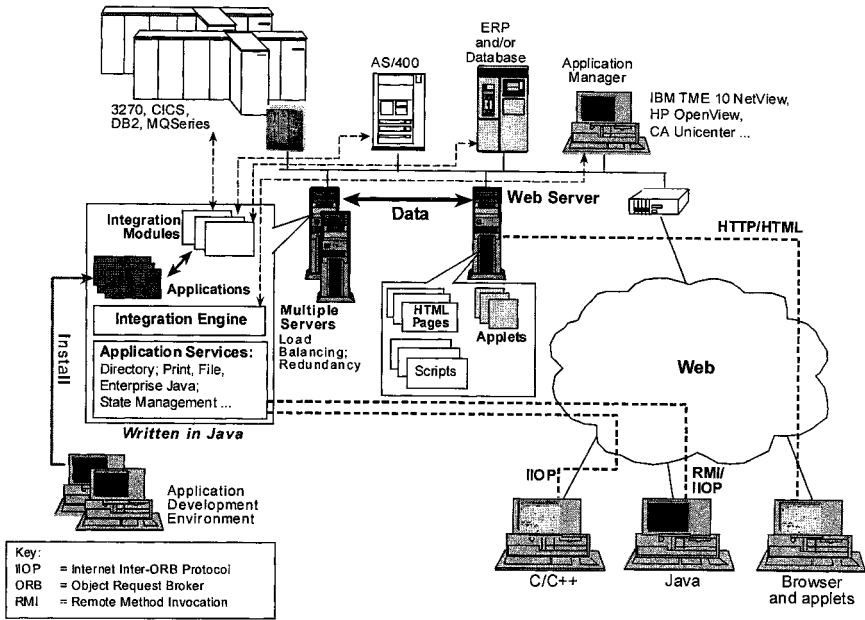 ERP
and/or
Database
AS/400
Application
Manager
IBM TME 10 NetView,
HP OpenView,
CA Unicenter ...
3270, CICS,
DB2, MQSeries
Web Server
Data
HTTP/HTML
Integration
Modules
Applications
Integration Engine
Application Services:
Directory; Print, File,
Enterprise Java;
State Management ...
Written in Java
Install
Multiple
Servers
Load
Balancing;
Redundancy
HTML
Pages
Applets
Scripts
Web
IIOP
RMI/
IIOP
Application
Development
Environment
C/C++
Java
Browser
and applets
Key:
IIOP = Internet Inter-ORB Protocol
ORB = Object Request Broker
RMI = Remote Method Invocation